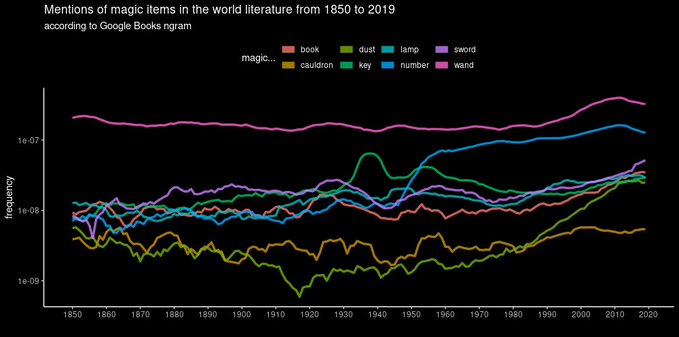 Mentions of magic items in the world literature from 1850 to 2019
according to Google Books ngram
magic... book dust lamp sword
cauldron key number wand
frequency
1e-07
1e-08
1e-09
1850 1860 1870 1880 1890 1900 1910 1920 1930 1940 1950 1960 1970 1980 1990 2000 2010 2020